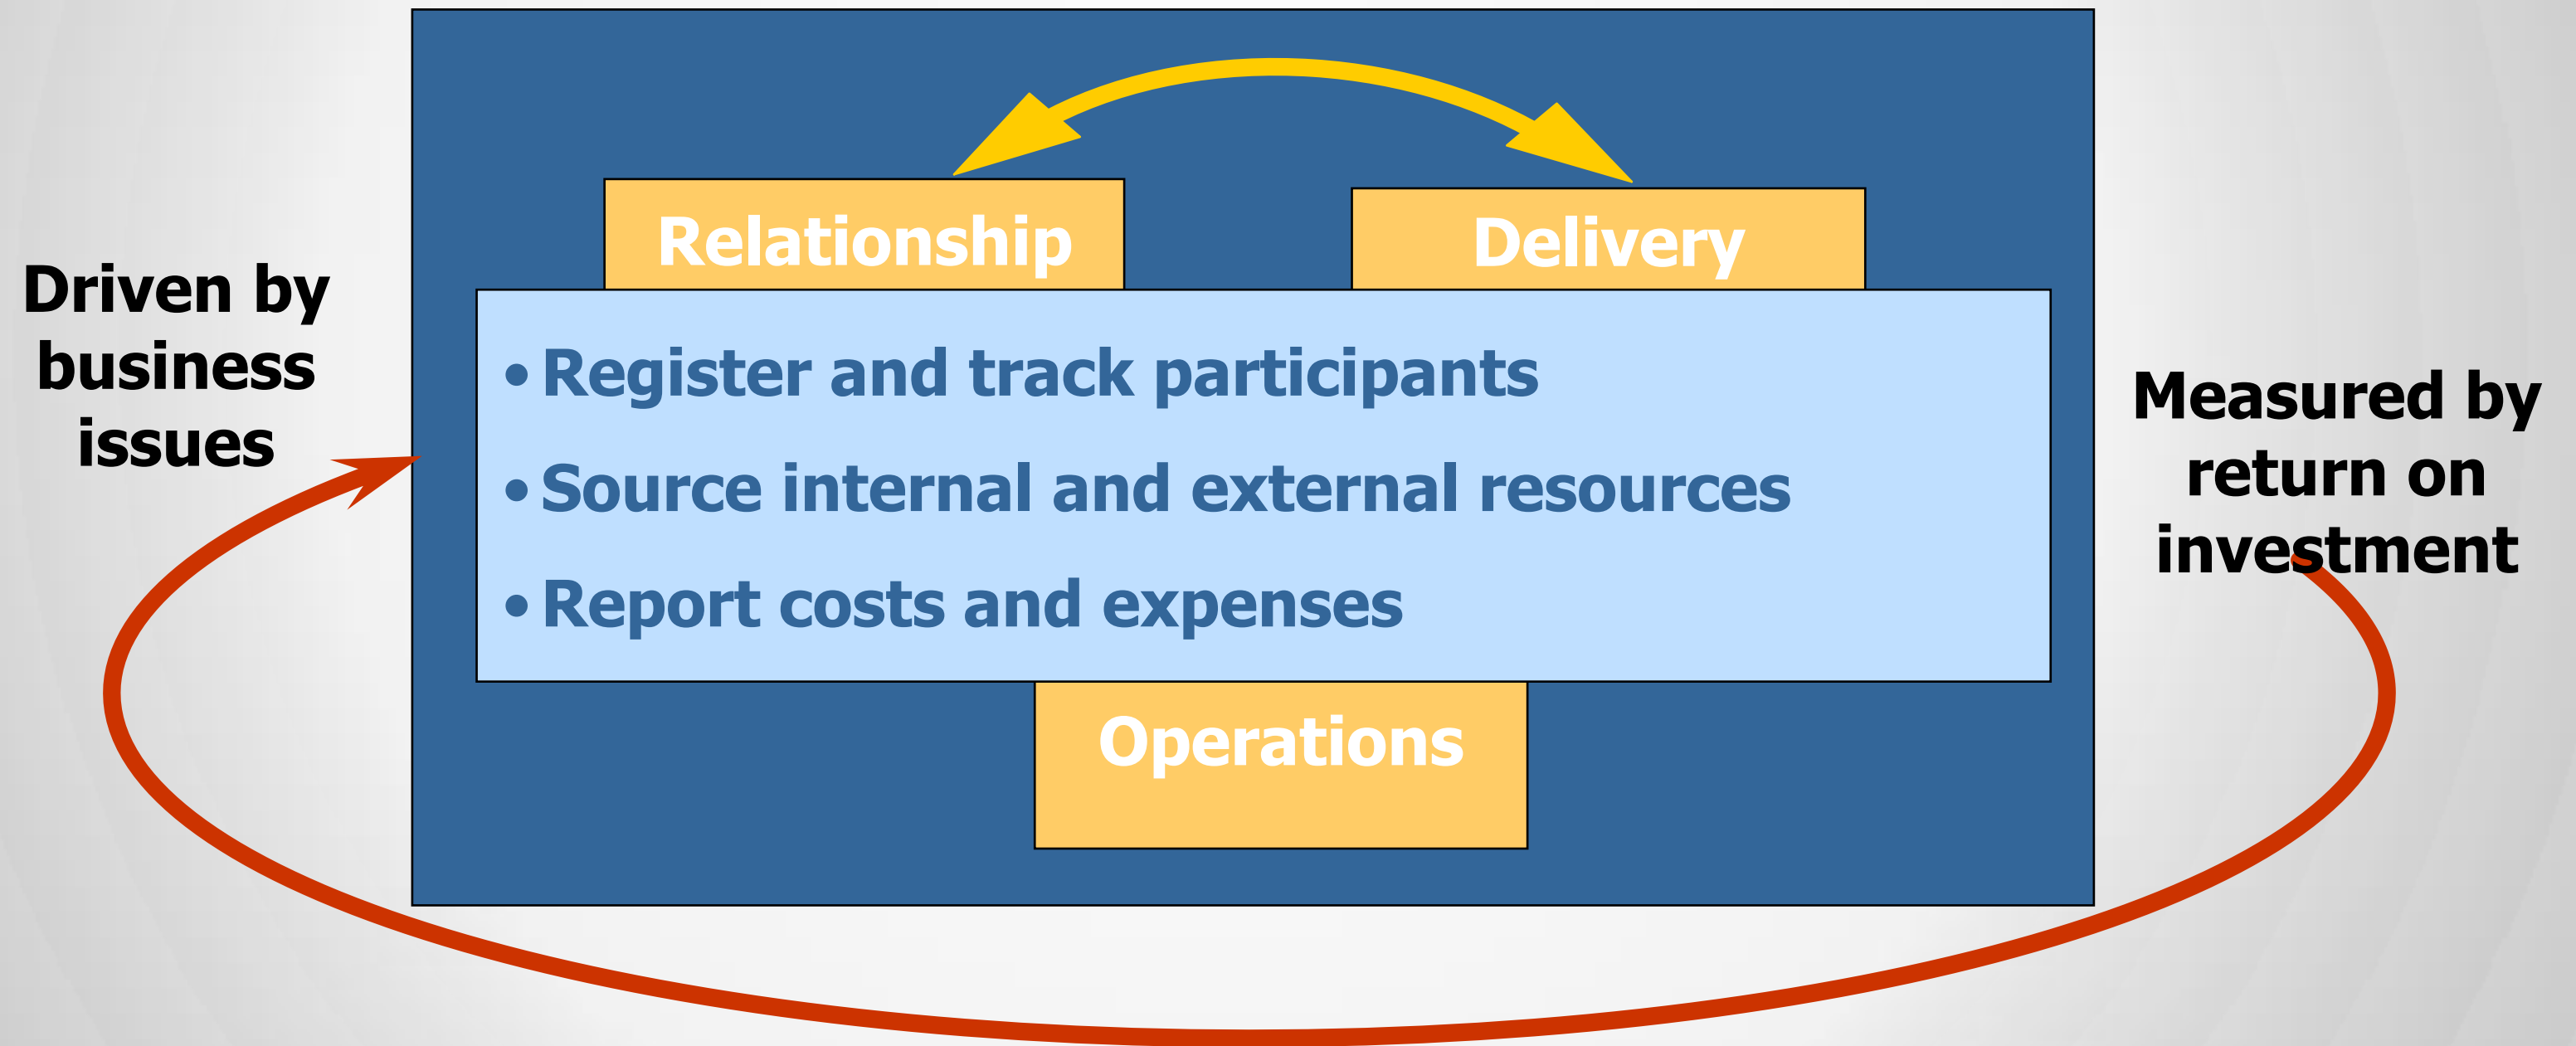 Relationship
Delivery
Driven by
business
issues
• Register and track participants
• Source internal and external resources
• Report costs and expenses
Measured by
return on
investment
Operations